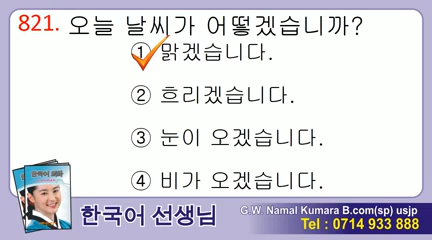 821. 오늘 날씨가 어떻겠습니까?
① 맑겠습니다.
② 흐리겠습니다.
③ 눈이 오겠습니다.
④ 비가 오겠습니다.
한국어 선생님
G.W. Namal Kumara B.com(sp) usjp
Tel : 0714 933 888